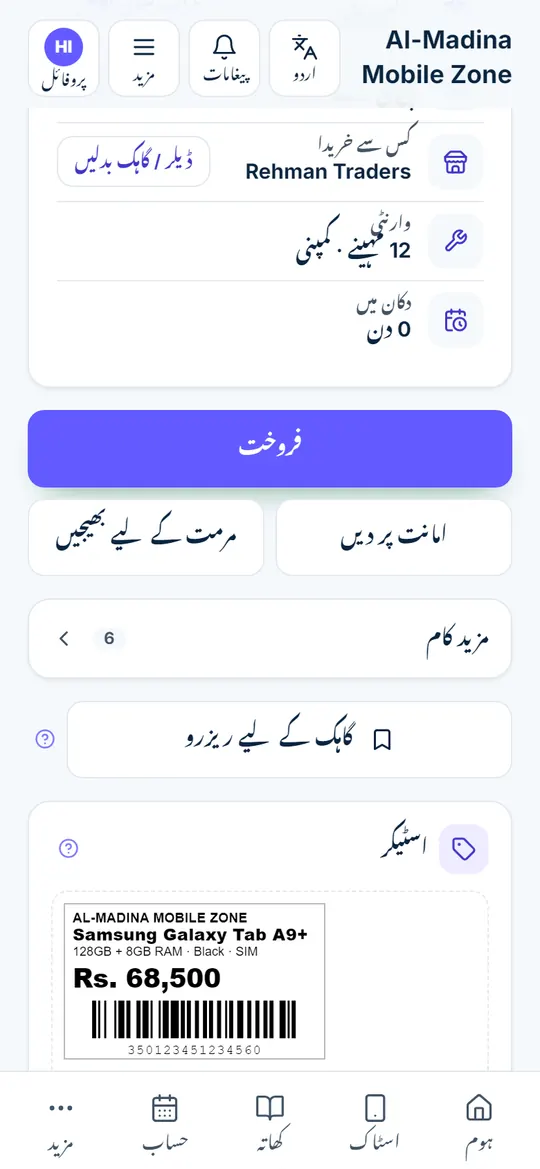 Al-Madina
Mobile Zone
اردو
پیغامات
مزید
HI
پروفائل
کس سے خریدا
Rehman Traders
ڈیلر / گاہک بدلیں
وارنٹی
12 مہینے · کمپنی
دکان میں
0 دن
فروخت
امانت پر دیں
مرمت کے لیے بھیجیں
مزید کام
6
گاہک کے لیے ریزرو
اسٹیکر
AL-MADINA MOBILE ZONE
Samsung Galaxy Tab A9+
128GB + 8GB RAM · Black · SIM
Rs. 68,500
350123451234560
ہوم
اسٹاک
کھاتہ
حساب
مزید